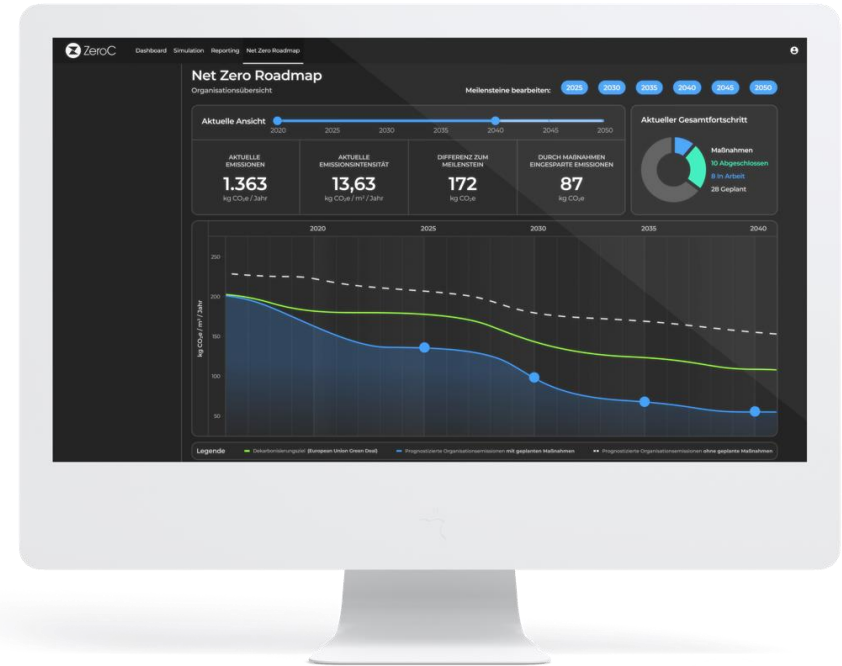 ZeroC
Dashboard Simulation Reporting Net Zero Roadmap
Net Zero Roadmap
Organisationsübersicht
Meilensteine bearbeiten: 2025 2030 2035 2040 2045 2050
Aktuelle Ansicht
2020 2025 2030 2035 2040 2045 2050
AKTUELLE
EMISSIONEN
1.363
kg CO₂e / Jahr
AKTUELLE
EMISSIONSINTENSITÄT
13,63
kg CO₂e / m² / Jahr
DIFFERENZ ZUM
MEILENSTEIN
172
kg CO₂e
DURCH MAßNAHMEN
EINGESPARTE EMISSIONEN
87
kg CO₂e
Aktueller Gesamtfortschritt
Maßnahmen
10 Abgeschlossen
8 In Arbeit
28 Geplant
2020 2025 2030 2035 2040
kg CO₂e / m² / Jahr
250
200
150
100
50
Legende
Dekarbonisierungsziel (European Union Green Deal)
Prognostizierte Organisationsemissionen mit geplanten Maßnahmen
Prognostizierte Organisationsemissionen ohne geplante Maßnahmen